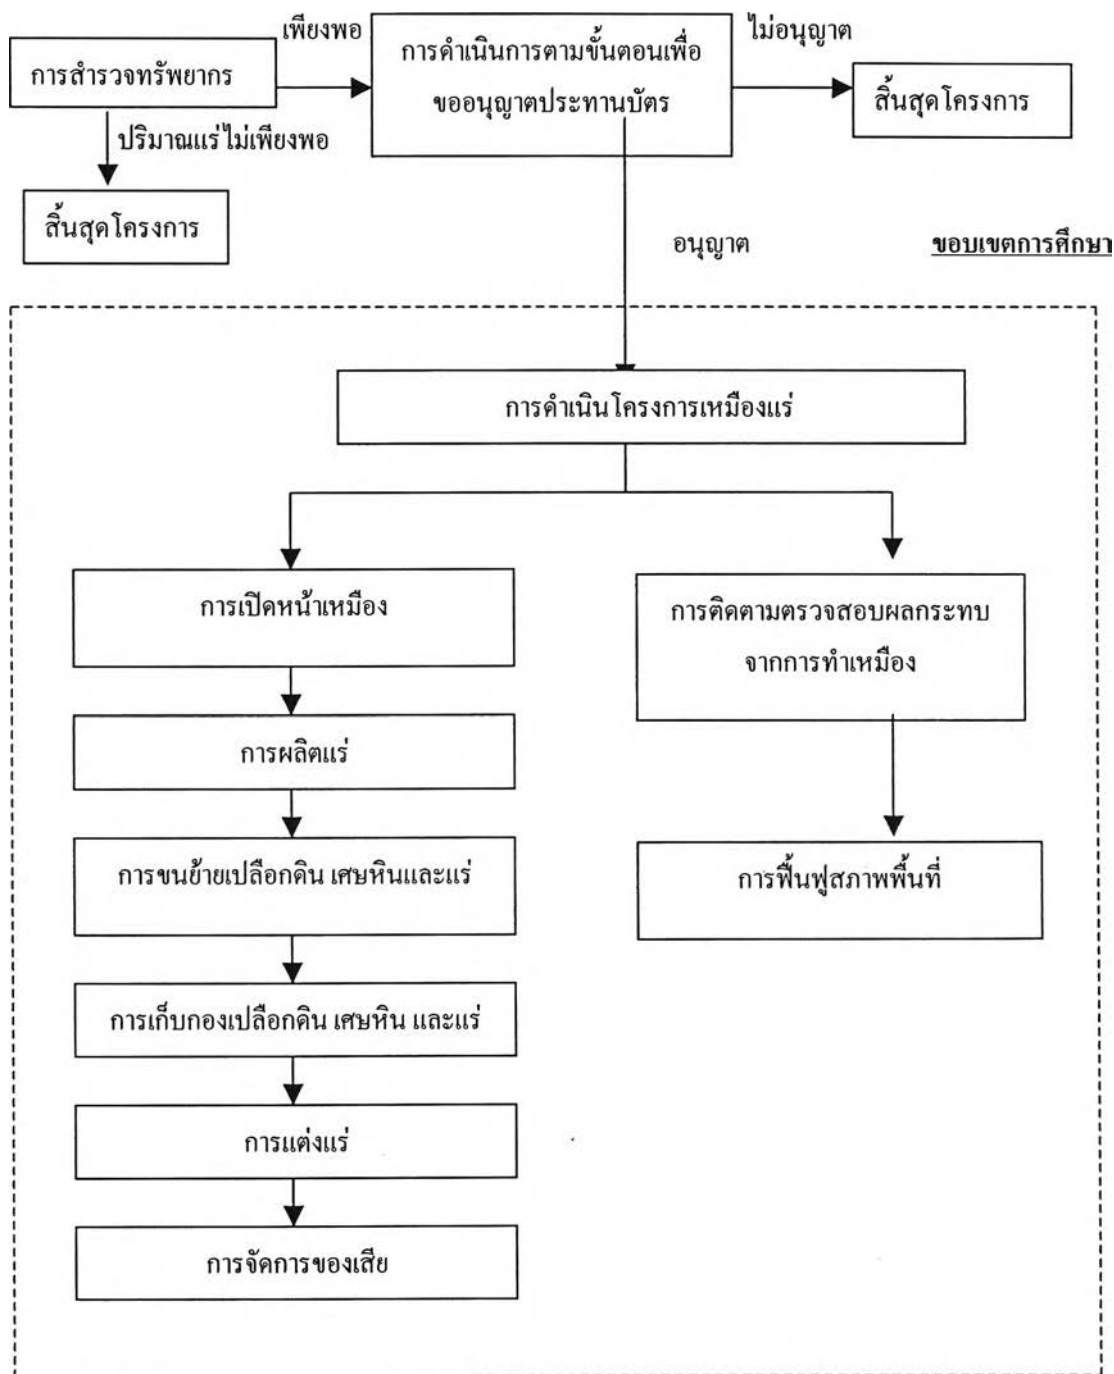 เพียงพอ
ไม่อนุญาต
การสำรวจทรัพยากร
การดำเนินการตามขั้นตอนเพื่อ
ขออนุญาตประทานบัตร
สิ้นสุดโครงการ
ปริมาณแร่ไม่เพียงพอ
สิ้นสุดโครงการ
อนุญาต
ขอบเขตการศึกษา
การดำเนินโครงการเหมืองแร่
การเปิดหน้าเหมือง
การติดตามตรวจสอบผลกระทบ
จากการทำเหมือง
การผลิตแร่
การขนย้ายเปลือกดิน เศษหินและแร่
การฟื้นฟูสภาพพื้นที่
การเก็บกองเปลือกดิน เศษหิน และแร่
การแต่งแร่
การจัดการของเสีย